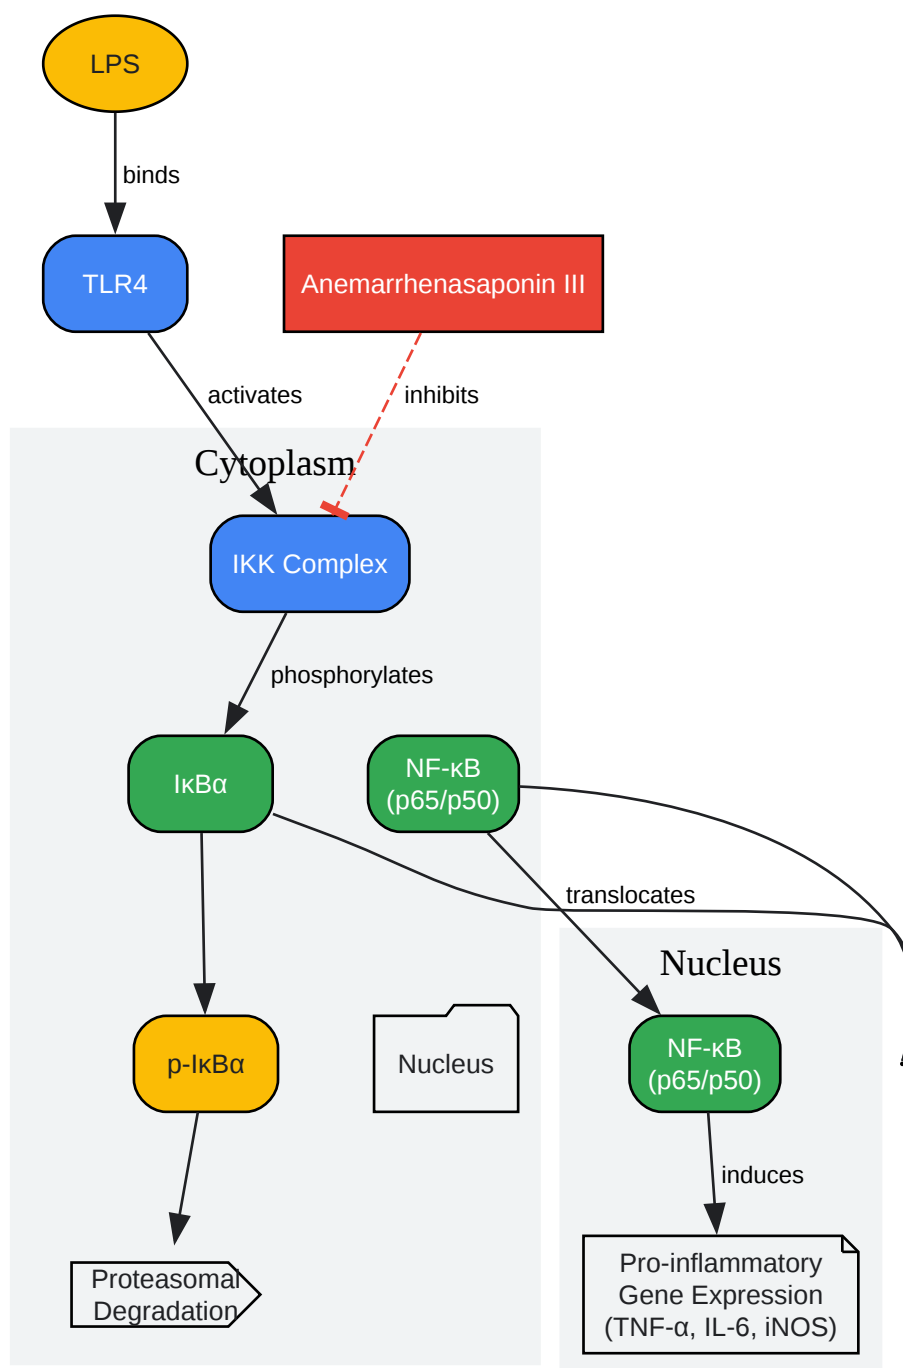 LPS
binds
TLR4
Anemarrhenasaponin III
activates
inhibits
Cytoplasm
IKK Complex
phosphorylates
IκBα
NF-κB
(p65/p50)
translocates
Nucleus
p-IκBα
Nucleus
NF-κB
(p65/p50)
induces
Proteasomal
Degradation
Pro-inflammatory
Gene Expression
(TNF-α, IL-6, iNOS)